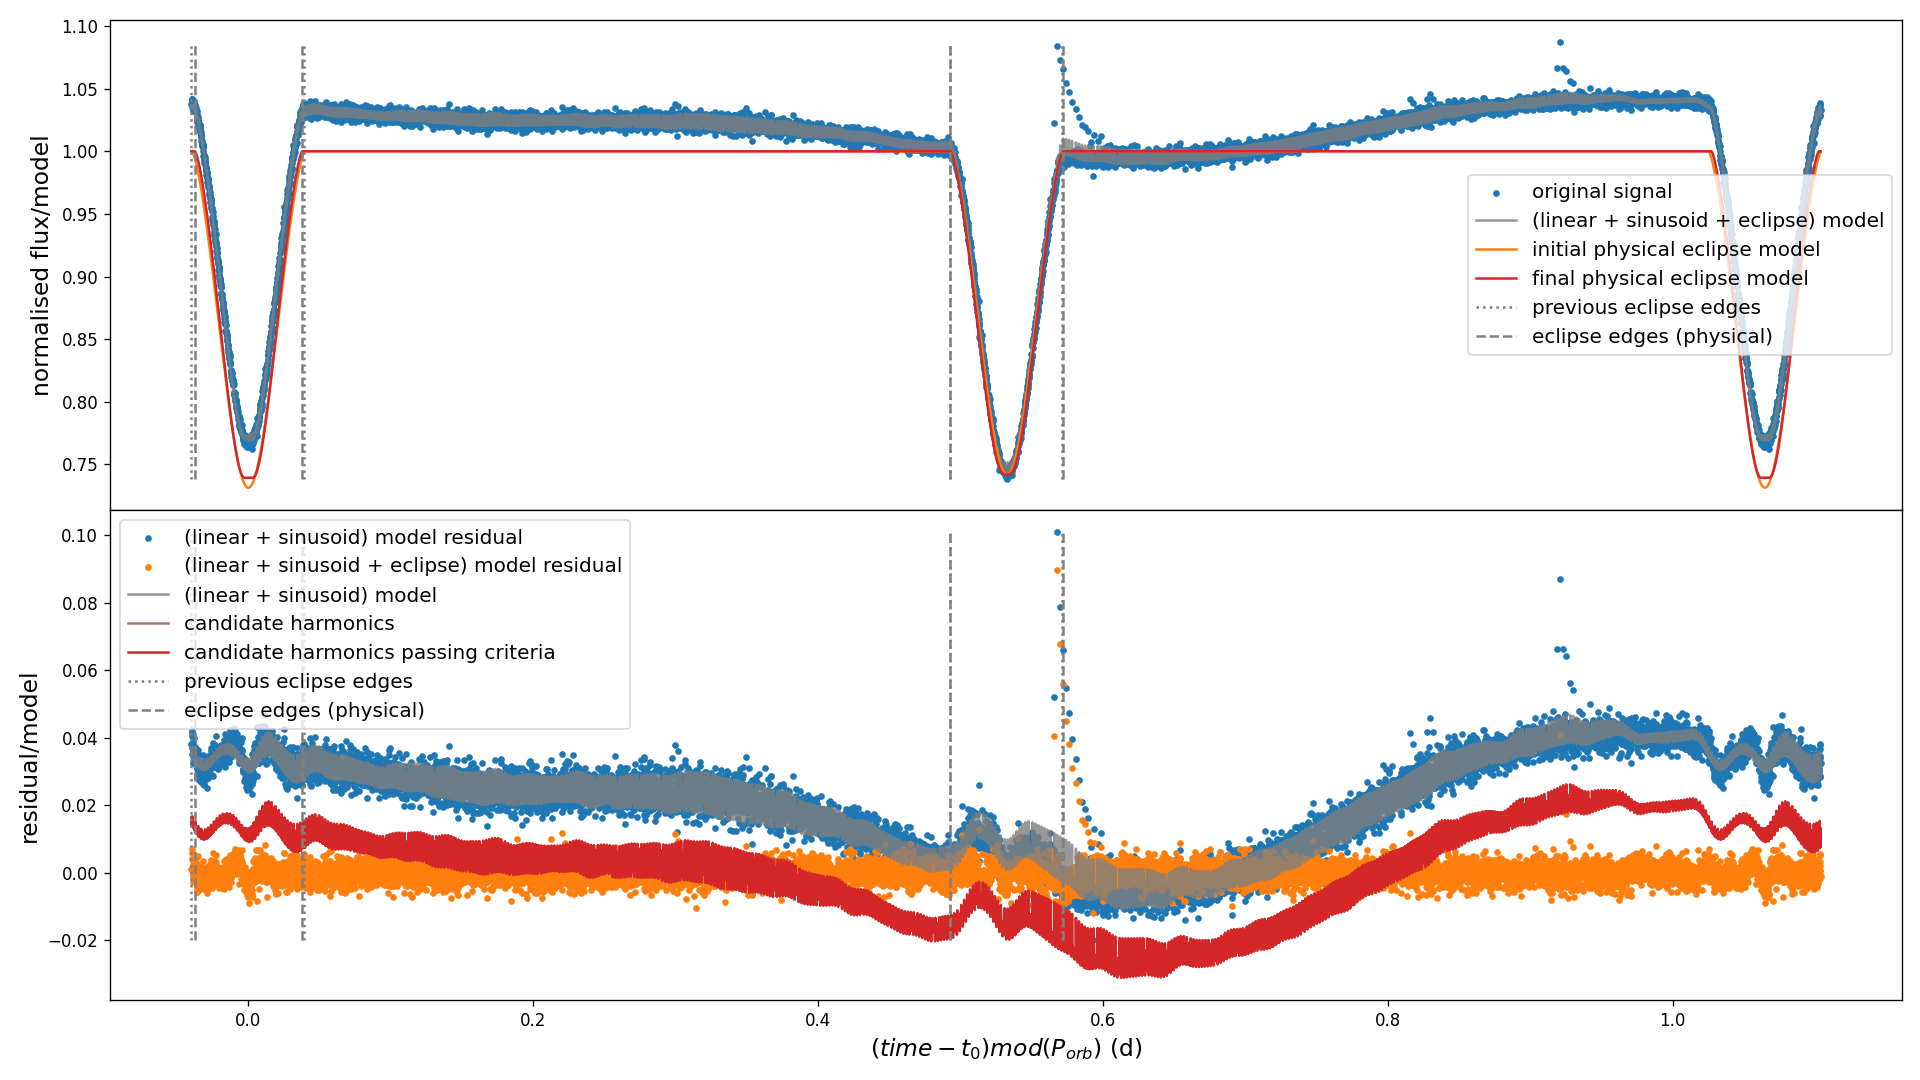 1.10
1.05
1.00
0.95
0.90
0.85
0.80
0.75
normalised flux/model
original signal
(linear + sinusoid + eclipse) model
initial physical eclipse model
final physical eclipse model
previous eclipse edges
eclipse edges (physical)
0.10
0.08
0.06
0.04
0.02
0.00
−0.02
residual/model
(linear + sinusoid) model residual
(linear + sinusoid + eclipse) model residual
(linear + sinusoid) model
candidate harmonics
candidate harmonics passing criteria
previous eclipse edges
eclipse edges (physical)
0.0 0.2 0.4 0.6 0.8 1.0
(time − t0)mod(Porb) (d)